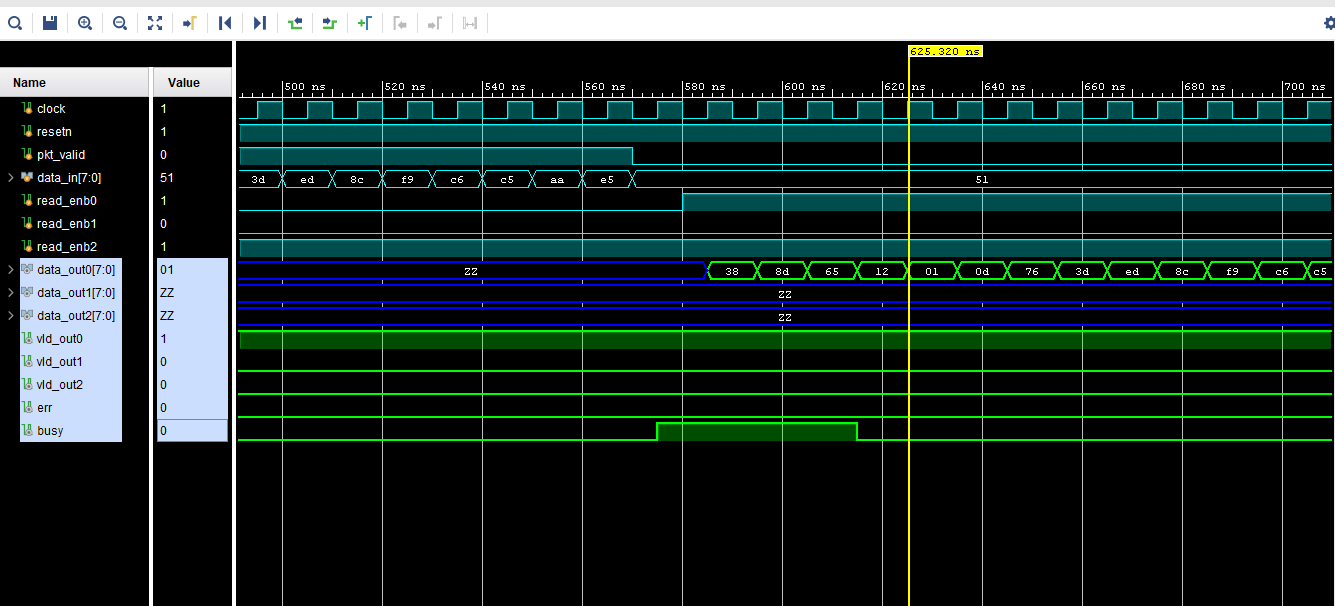 625.320 ns
Name Value 500 ns 520 ns 540 ns 560 ns 580 ns 600 ns 620 ns 640 ns 660 ns 680 ns 700 ns
clock 1
resetn 1
pkt_valid 0
data_in[7:0] 51 3d ed 8c f9 c6 c5 aa e5 51
read_enb0 1
read_enb1 0
read_enb2 1
data_out0[7:0] 01 ZZ 38 8d 65 12 01 0d 76 3d ed 8c f9 c6 c5
data_out1[7:0] ZZ ZZ
data_out2[7:0] ZZ ZZ
vld_out0 1
vld_out1 0
vld_out2 0
err 0
busy 0